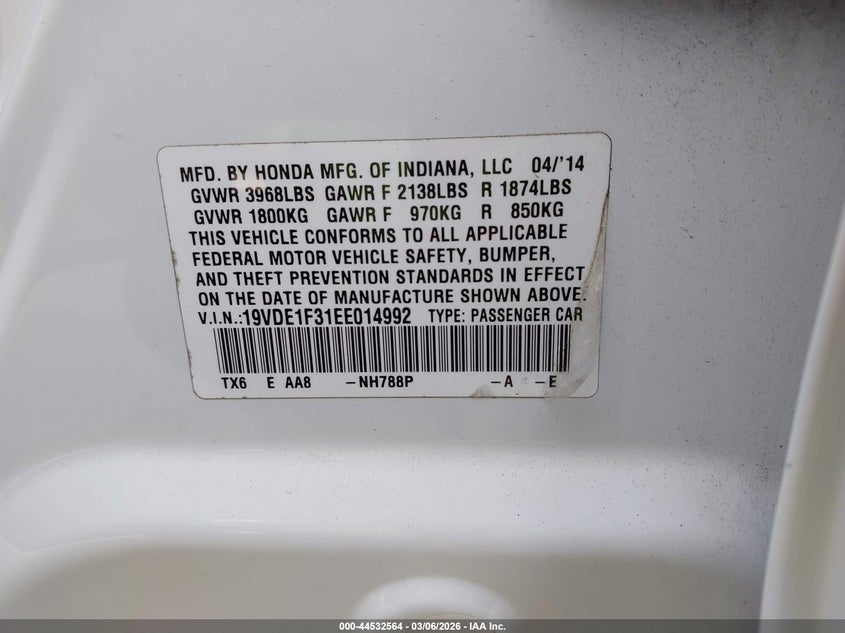 MFD. BY HONDA MFG. OF INDIANA, LLC 04/'14
GVWR 3968LBS GAWR F 2138LBS R 1874LBS
GVWR 1800KG GAWR F 970KG R 850KG
THIS VEHICLE CONFORMS TO ALL APPLICABLE
FEDERAL MOTOR VEHICLE SAFETY, BUMPER,
AND THEFT PREVENTION STANDARDS IN EFFECT
ON THE DATE OF MANUFACTURE SHOWN ABOVE.
V.I.N.:19VDE1F31EE014992 TYPE: PASSENGER CAR
TX6 E AA8 –NH788P –A –E
000-44532564 - 03/06/2026 - IAA Inc.